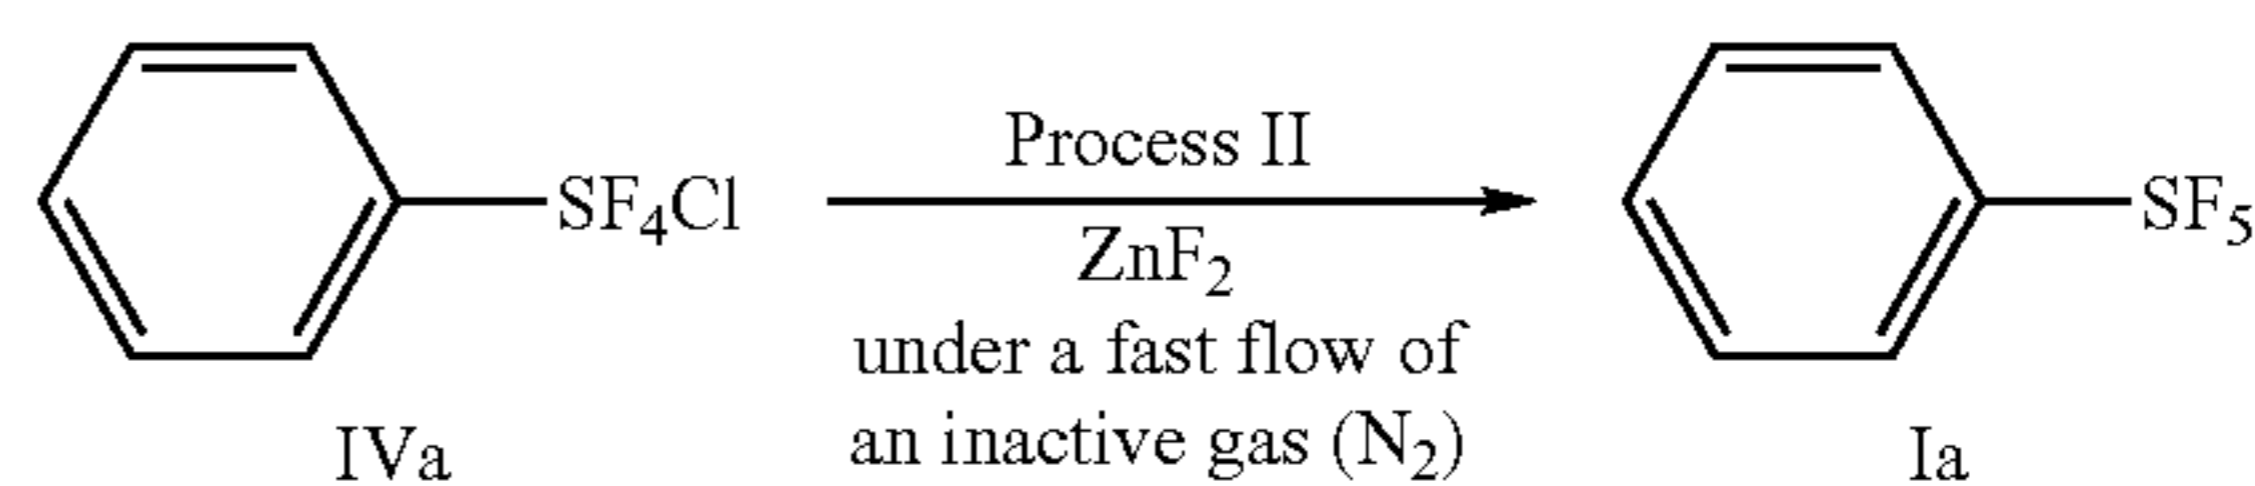 Process II
SF₄Cl
SF₅
ZnF₂
under a fast flow of
an inactive gas (N₂)
IVa
Ia